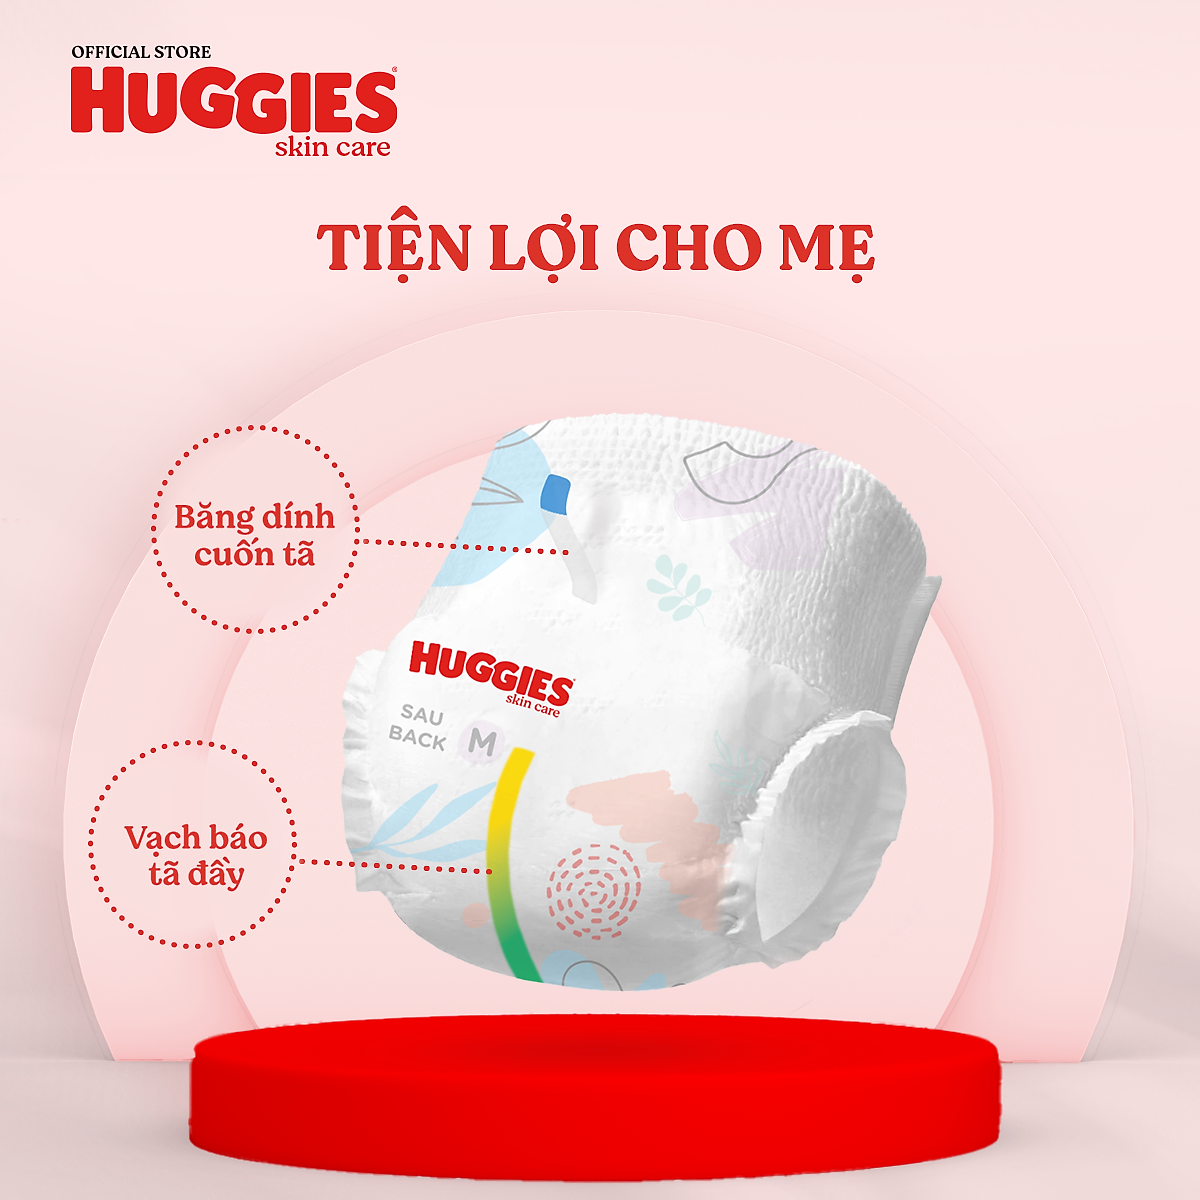 OFFICIAL STORE
HUGGIES®
skin care
TIỆN LỢI CHO MẸ
Băng dính
cuốn tã
HUGGIES®
skin care
SAU
BACK M
Vạch báo
tã đầy